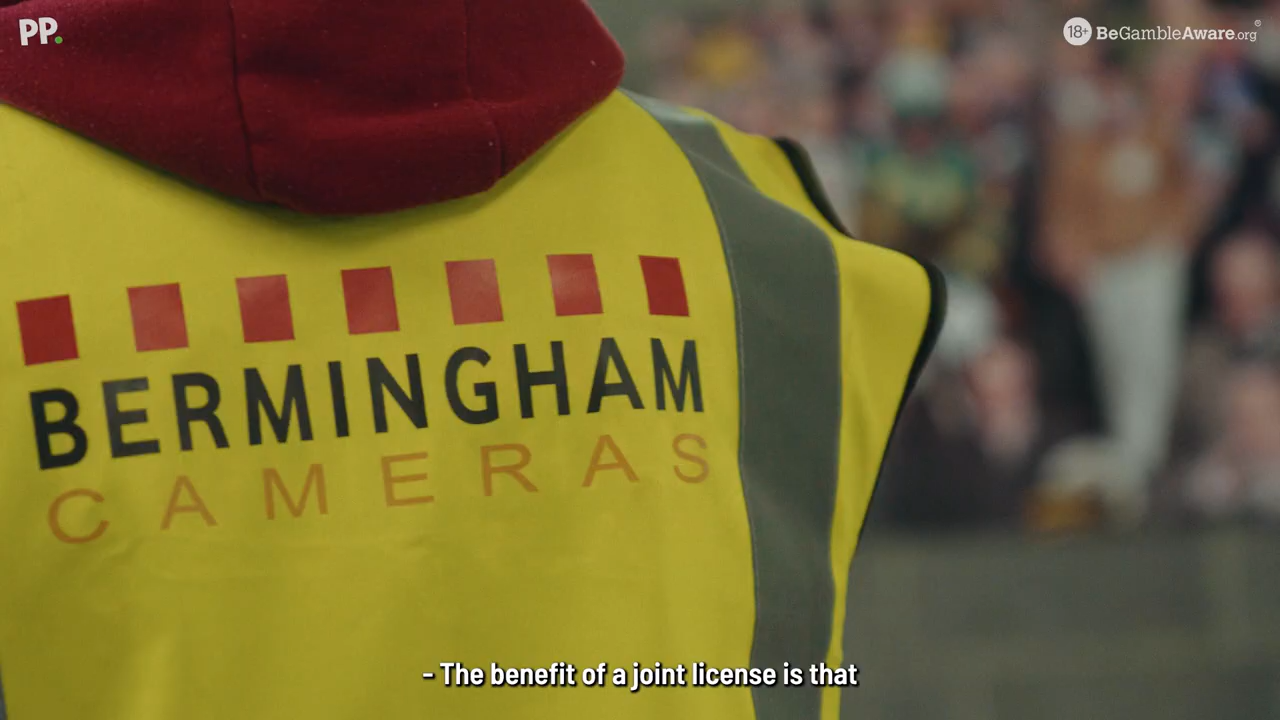 PP.
18+ BeGambleAware.org
BERMINGHAM
CAMERAS
- The benefit of a joint license is that